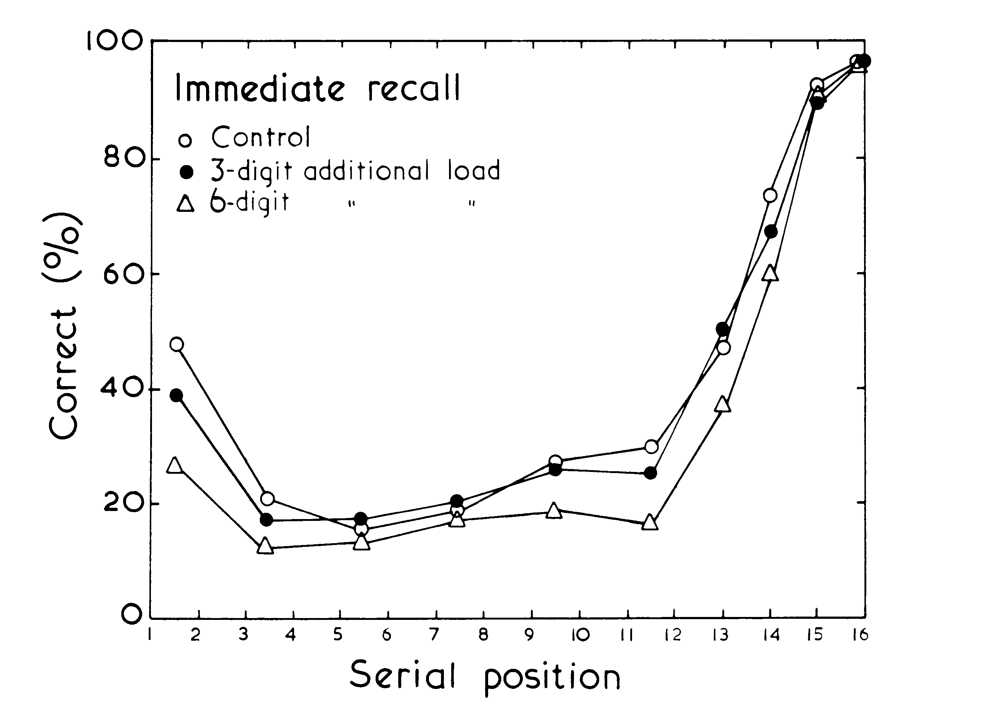 100
Immediate recall
Control
80
3-digit additional load
6-digit " "
60
Correct (%)
40
20
0
1 2 3 4 5 6 7 8 9 10 11 12 13 14 15 16
Serial position